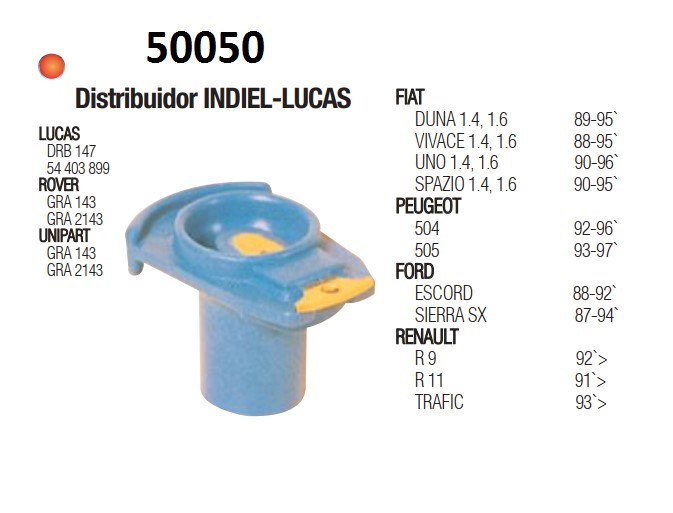 50050
Distribuidor INDIEL-LUCAS
LUCAS
DRB 147
54 403 899
ROVER
GRA 143
GRA 2143
UNIPART
GRA 143
GRA 2143
FIAT
DUNA 1.4, 1.6 89-95`
VIVACE 1.4, 1.6 88-95`
UNO 1.4, 1.6 90-96`
SPAZIO 1.4, 1.6 90-95`
PEUGEOT
504 92-96`
505 93-97`
FORD
ESCORD 88-92`
SIERRA SX 87-94`
RENAULT
R 9 92`>
R 11 91`>
TRAFIC 93`>